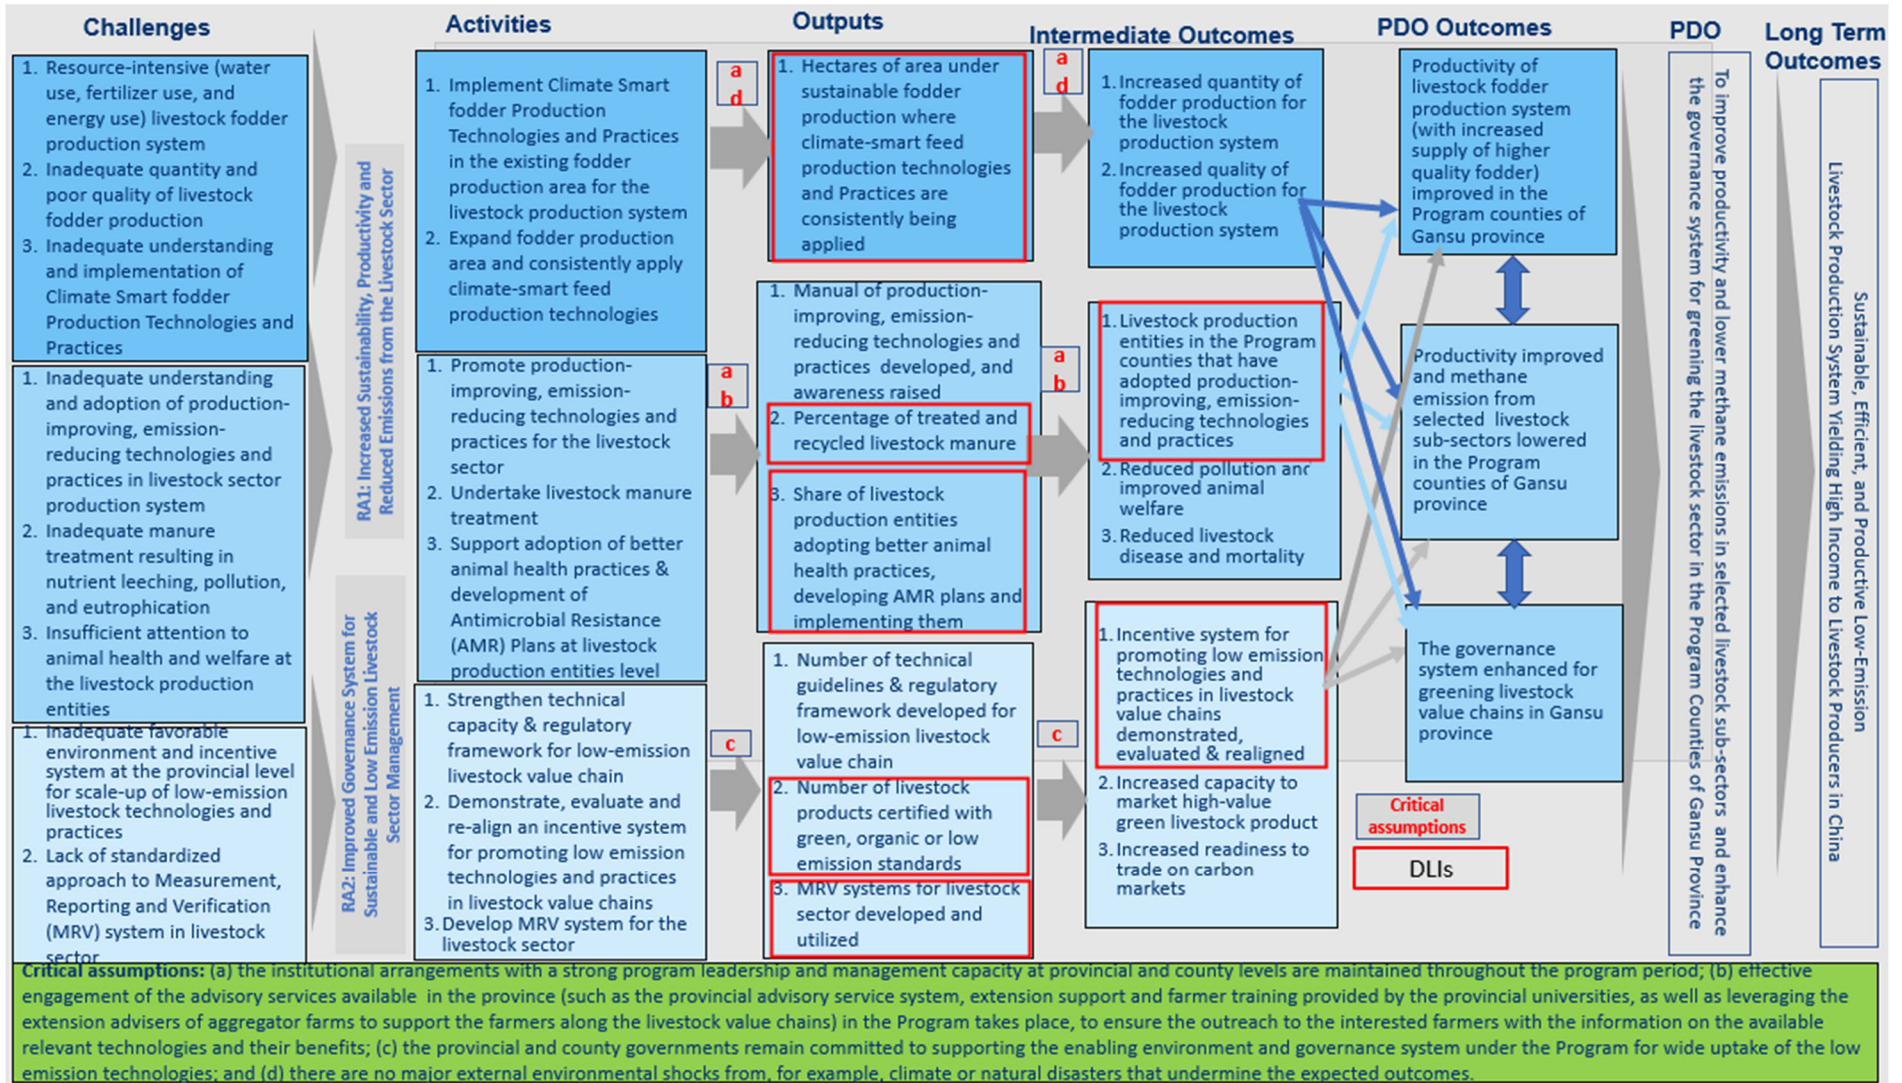 Challenges
1. Resource-intensive (water
use, fertilizer use, and
energy use) livestock fodder
production system
2. Inadequate quantity and
poor quality of livestock
fodder production
3. Inadequate understanding
and implementation of
Climate Smart fodder
Production Technologies and
Practices
1. Inadequate understanding
and adoption of production-
improving, emission-
reducing technologies and
practices in livestock sector
production system
2. Inadequate manure
treatment resulting in
nutrient leeching, pollution,
and eutrophication
3. Insufficient attention to
animal health and welfare at
the livestock production
entities
1. Inadequate favorable
environment and incentive
system at the provincial level
for scale-up of low-emission
livestock technologies and
practices
2. Lack of standardized
approach to Measurement,
Reporting and Verification
(MRV) system in livestock
sector
RA1: Increased Sustainability, Productivity and
Reduced Emissions from the Livestock Sector
RA2: Improved Governance System for
Sustainable and Low Emission Livestock
Sector Management
Activities
1. Implement Climate Smart
fodder Production
Technologies and Practices
in the existing fodder
production area for the
livestock production system
2. Expand fodder production
area and consistently apply
climate-smart feed
production technologies
1. Promote production-
improving, emission-
reducing technologies and
practices for the livestock
sector
2. Undertake livestock manure
treatment
3. Support adoption of better
animal health practices &
development of
Antimicrobial Resistance
(AMR) Plans at livestock
production entities level
1. Strengthen technical
capacity & regulatory
framework for low-emission
livestock value chain
2. Demonstrate, evaluate and
re-align an incentive system
for promoting low emission
technologies and practices
in livestock value chains
3. Develop MRV system for the
livestock sector
a
d
a
b
c
Outputs
1. Hectares of area under
sustainable fodder
production where
climate-smart feed
production technologies
and Practices are
consistently being
applied
1. Manual of production-
improving, emission-
reducing technologies and
practices developed, and
awareness raised
2. Percentage of treated and
recycled livestock manure
3. Share of livestock
production entities
adopting better animal
health practices,
developing AMR plans and
implementing them
1. Number of technical
guidelines & regulatory
framework developed for
low-emission livestock
value chain
2. Number of livestock
products certified with
green, organic or low
emission standards
3. MRV systems for livestock
sector developed and
utilized
a
d
a
b
c
Intermediate Outcomes
1. Increased quantity of
fodder production for
the livestock
production system
2. Increased quality of
fodder production for
the livestock
production system
1. Livestock production
entities in the Program
counties that have
adopted production-
improving, emission-
reducing technologies
and practices
2. Reduced pollution and
improved animal
welfare
3. Reduced livestock
disease and mortality
1. Incentive system for
promoting low emission
technologies and
practices in livestock
value chains
demonstrated,
evaluated & realigned
2. Increased capacity to
market high-value
green livestock product
3. Increased readiness to
trade on carbon
markets
PDO Outcomes
Productivity of
livestock fodder
production system
(with increased
supply of higher
quality fodder)
improved in the
Program counties of
Gansu province
Productivity improved
and methane
emission from
selected livestock
sub-sectors lowered
in the Program
counties of Gansu
province
The governance
system enhanced for
greening livestock
value chains in Gansu
province
Critical
assumptions
DLIs
PDO
To improve productivity and lower methane emissions in selected livestock sub-sectors and enhance
the governance system for greening the livestock sector in the Program Counties of Gansu Province
Long Term
Outcomes
Sustainable, Efficient, and Productive Low-Emission
Livestock Production System Yielding High Income to Livestock Producers in China
Critical assumptions: (a) the institutional arrangements with a strong program leadership and management capacity at provincial and county levels are maintained throughout the program period; (b) effective
engagement of the advisory services available in the province (such as the provincial advisory service system, extension support and farmer training provided by the provincial universities, as well as leveraging the
extension advisers of aggregator farms to support the farmers along the livestock value chains) in the Program takes place, to ensure the outreach to the interested farmers with the information on the available
relevant technologies and their benefits; (c) the provincial and county governments remain committed to supporting the enabling environment and governance system under the Program for wide uptake of the low
emission technologies; and (d) there are no major external environmental shocks from, for example, climate or natural disasters that undermine the expected outcomes.